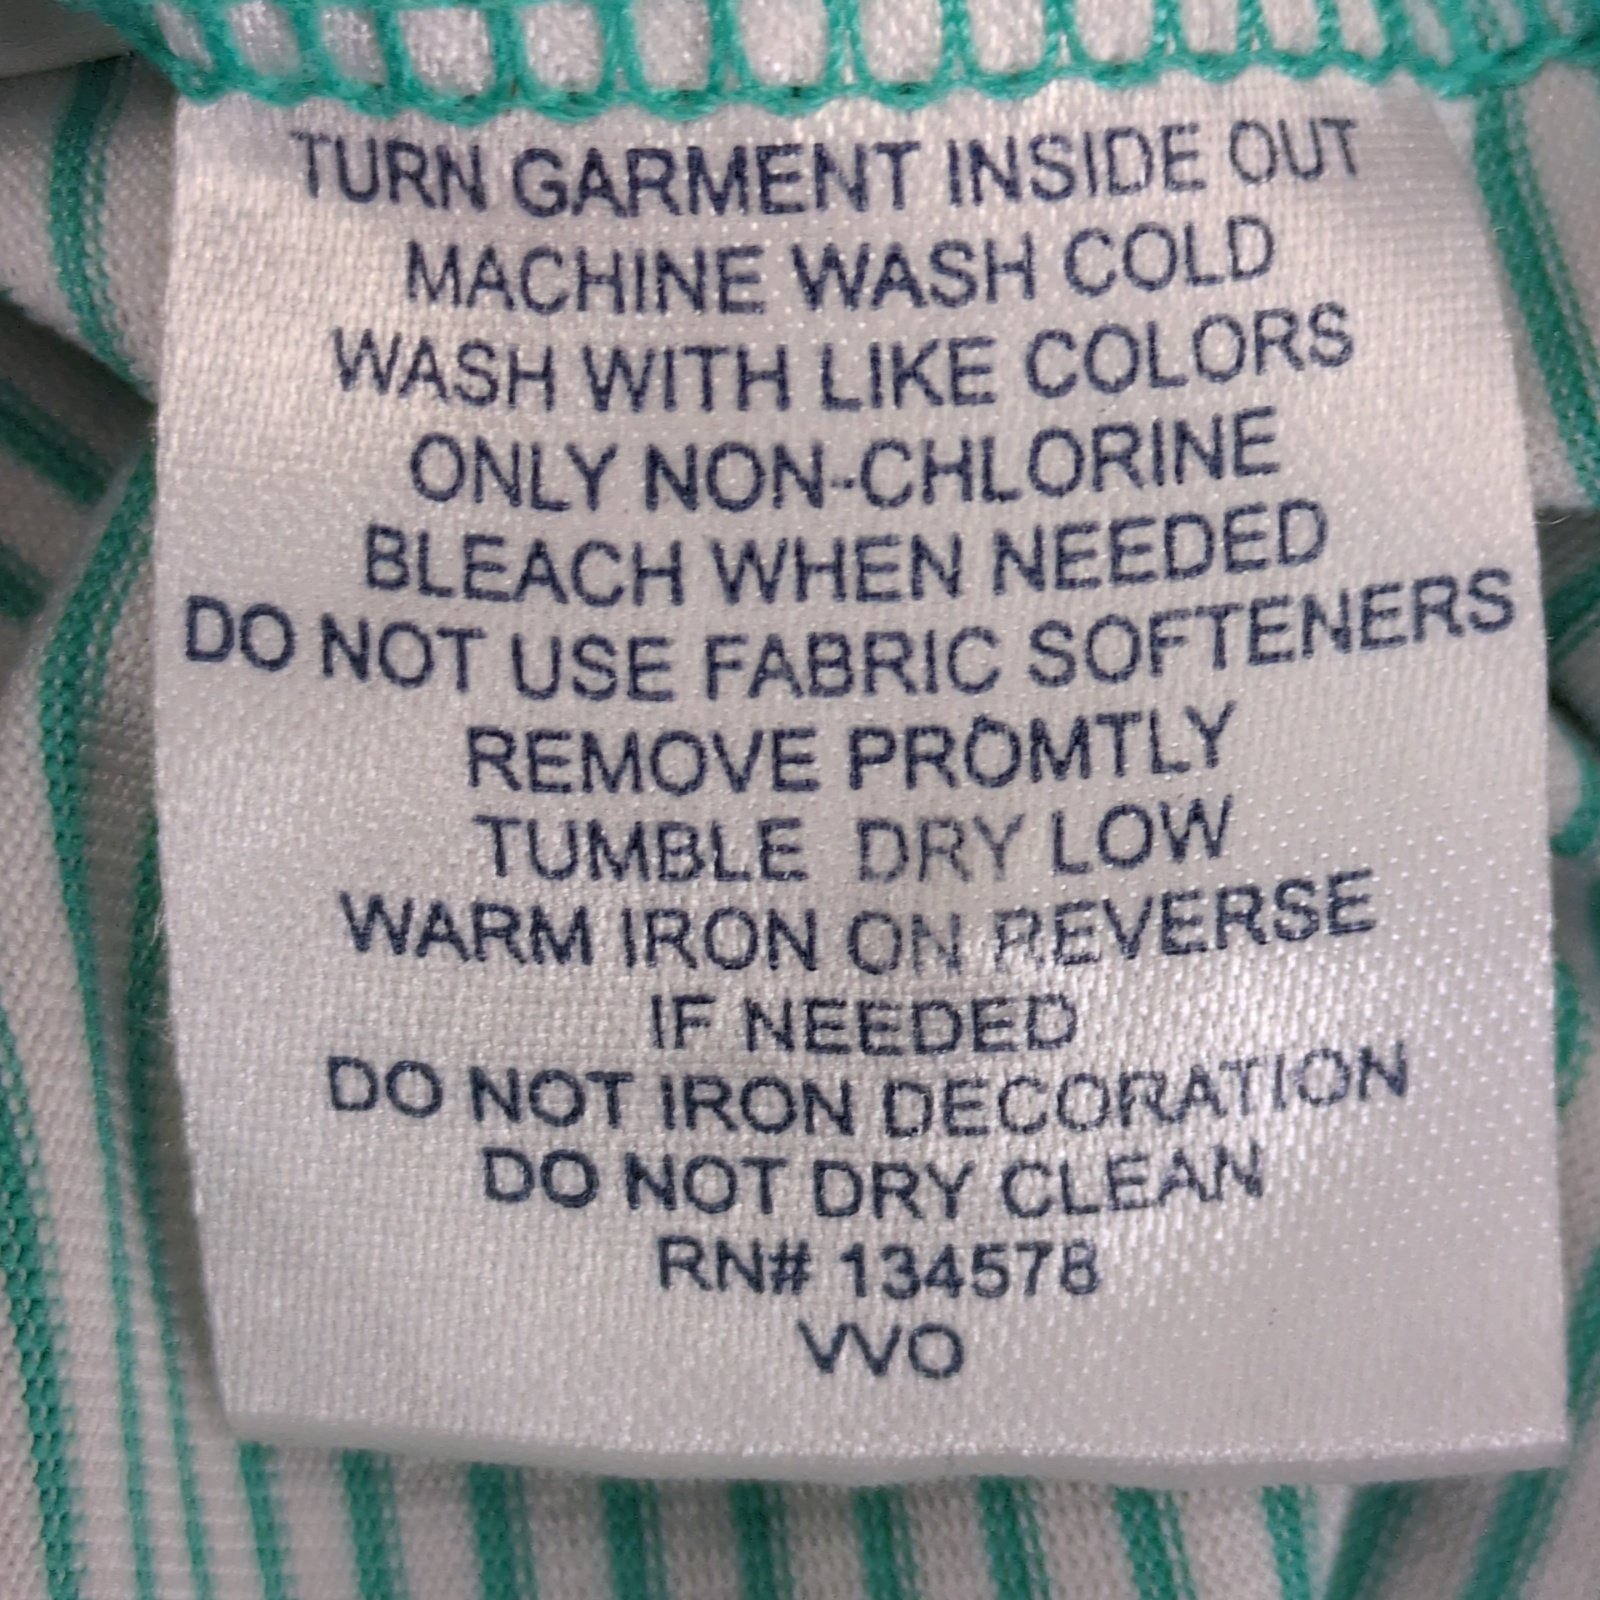 TURN GARMENT INSIDE OUT
MACHINE WASH COLD
WASH WITH LIKE COLORS
ONLY NON-CHLORINE
BLEACH WHEN NEEDED
DO NOT USE FABRIC SOFTENERS
REMOVE PROMTLY
TUMBLE DRY LOW
WARM IRON ON REVERSE
IF NEEDED
DO NOT IRON DECORATION
DO NOT DRY CLEAN
RN# 134578
VVO